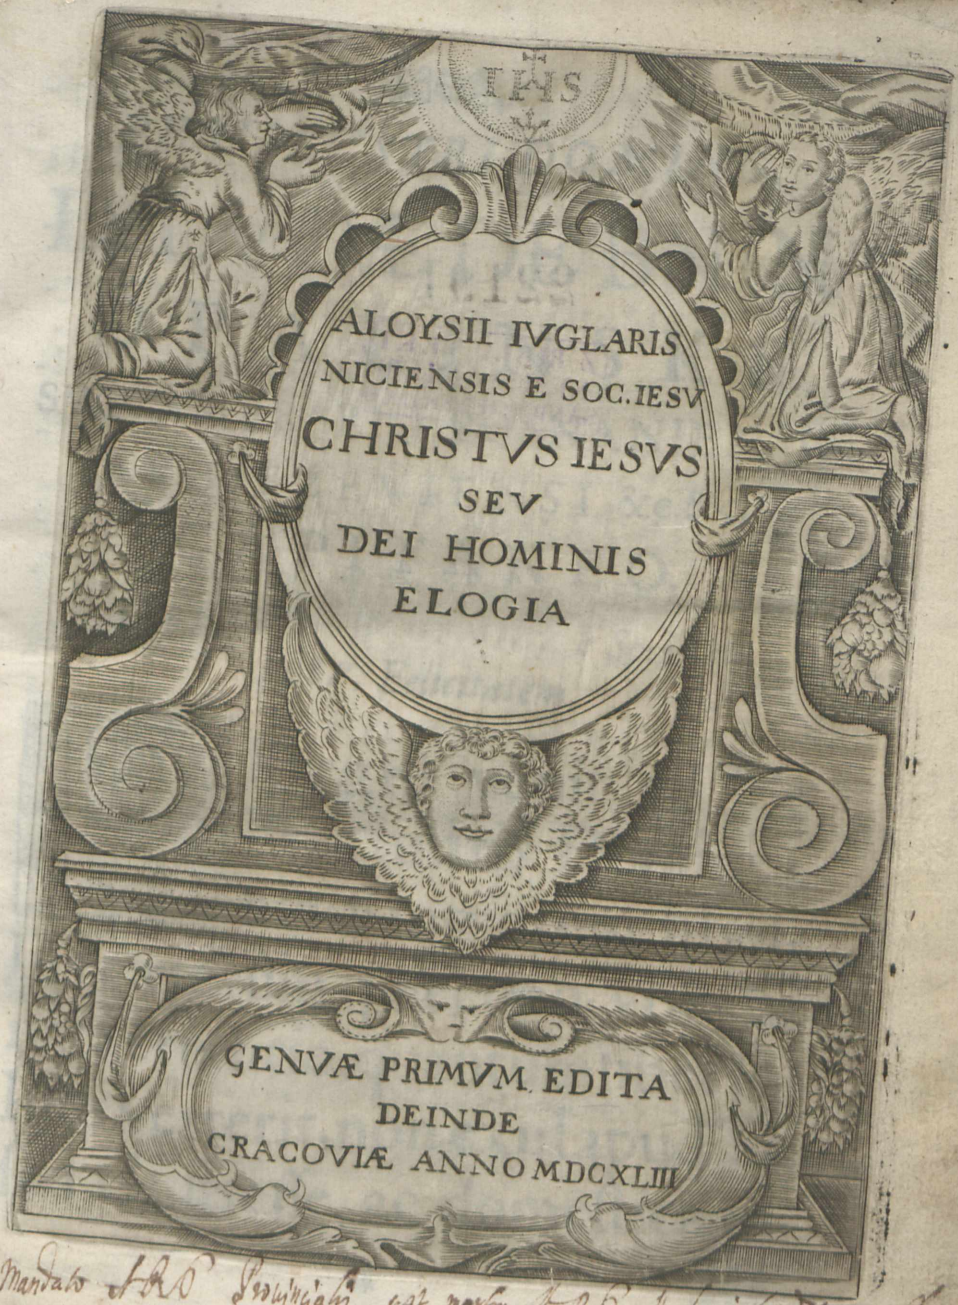 IHS
ALOYSII IVGLARIS
NICIENSIS E SOC. IESV
CHRISTVS IESVS
SEV
DEI HOMINIS
ELOGIA
GENVÆ PRIMVM. EDITA
DEINDE
CRACOVIÆ ANNO MDCXLIII
Mandato Provincialis